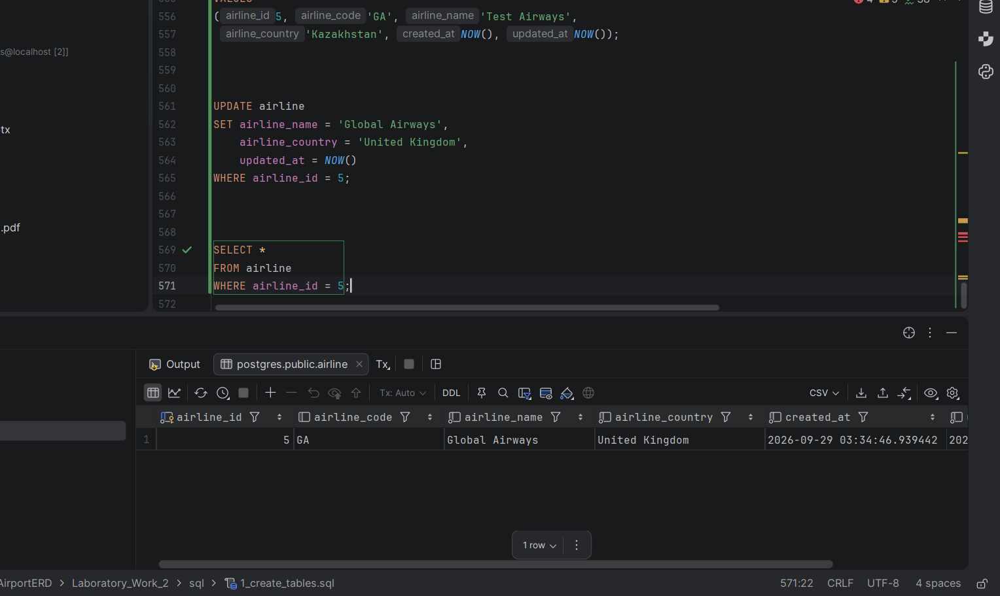 VALUES
556 ( airline_id 5, airline_code 'GA', airline_name 'Test Airways',
557 airline_country 'Kazakhstan', created_at NOW(), updated_at NOW());
s@localhost [2]]
558
559
560
561 UPDATE airline
562 SET airline_name = 'Global Airways',
tx
563 airline_country = 'United Kingdom',
564 updated_at = NOW()
565 WHERE airline_id = 5;
566
567
.pdf
568
569 SELECT *
570 FROM airline
571 WHERE airline_id = 5;
572
Output postgres.public.airline Tx
Tx: Auto DDL CSV
airline_id airline_code airline_name airline_country created_at
1 5 GA Global Airways United Kingdom 2026-09-29 03:34:46.939442 202
1 row
AirportERD > Laboratory_Work_2 > sql > 1_create_tables.sql 571:22 CRLF UTF-8 4 spaces